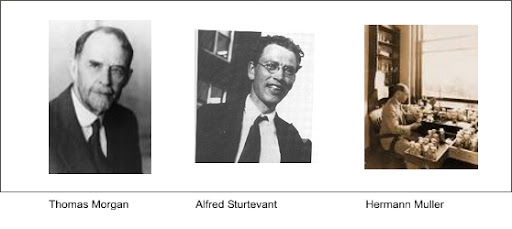 Thomas Morgan
Alfred Sturtevant
Hermann Muller